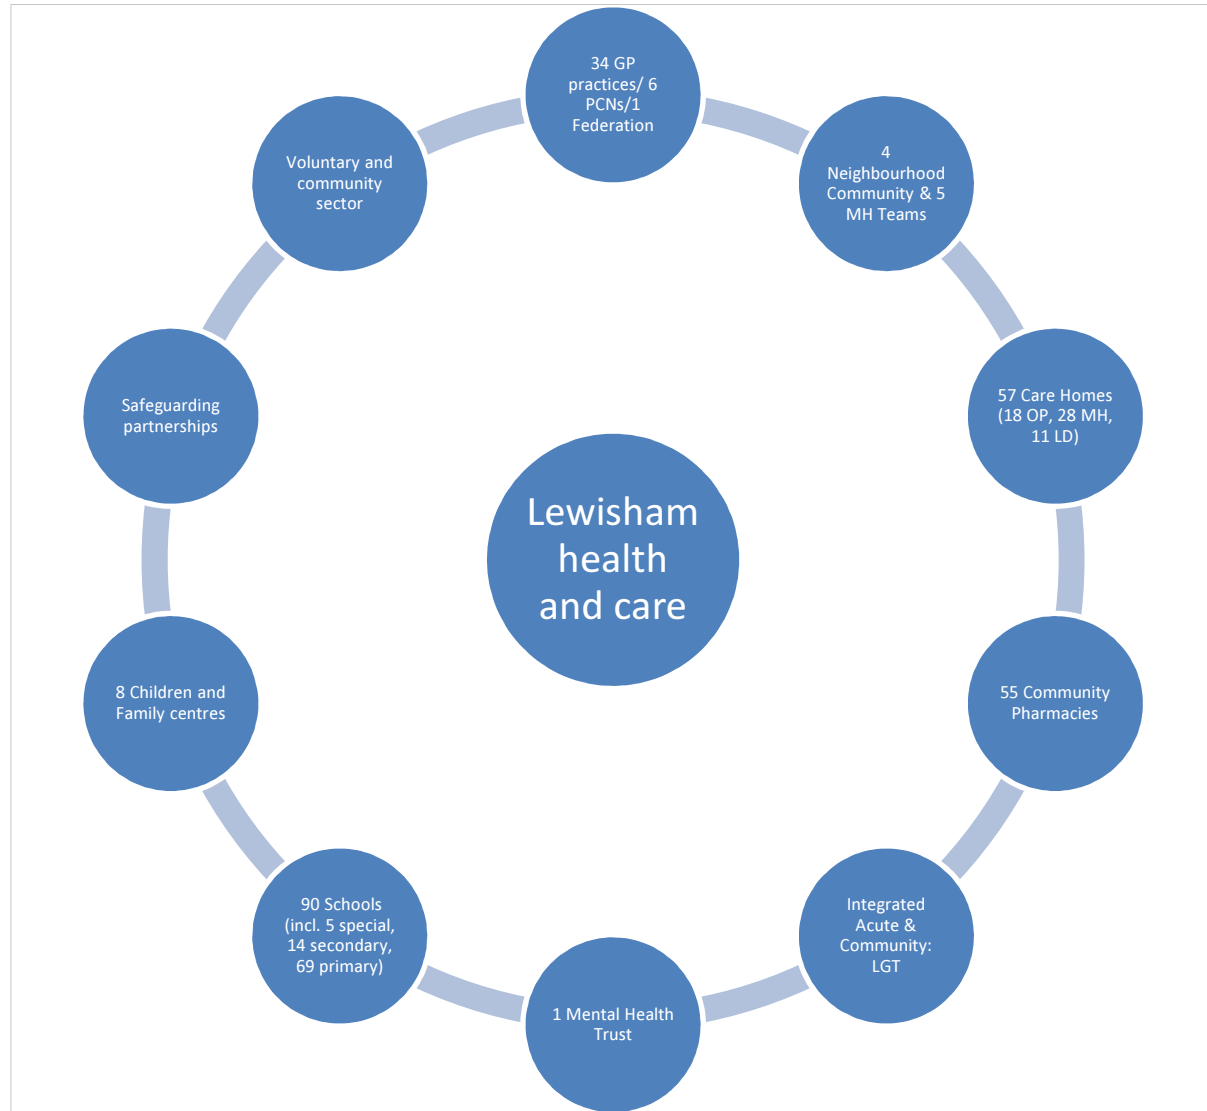 34 GP
practices/ 6
PCNs/1
Federation
4
Neighbourhood
Community & 5
MH Teams
57 Care Homes
(18 OP, 28 MH,
11 LD)
55 Community
Pharmacies
Integrated
Acute &
Community:
LGT
1 Mental Health
Trust
90 Schools
(incl. 5 special,
14 secondary,
69 primary)
8 Children and
Family centres
Safeguarding
partnerships
Voluntary and
community
sector
Lewisham
health
and care